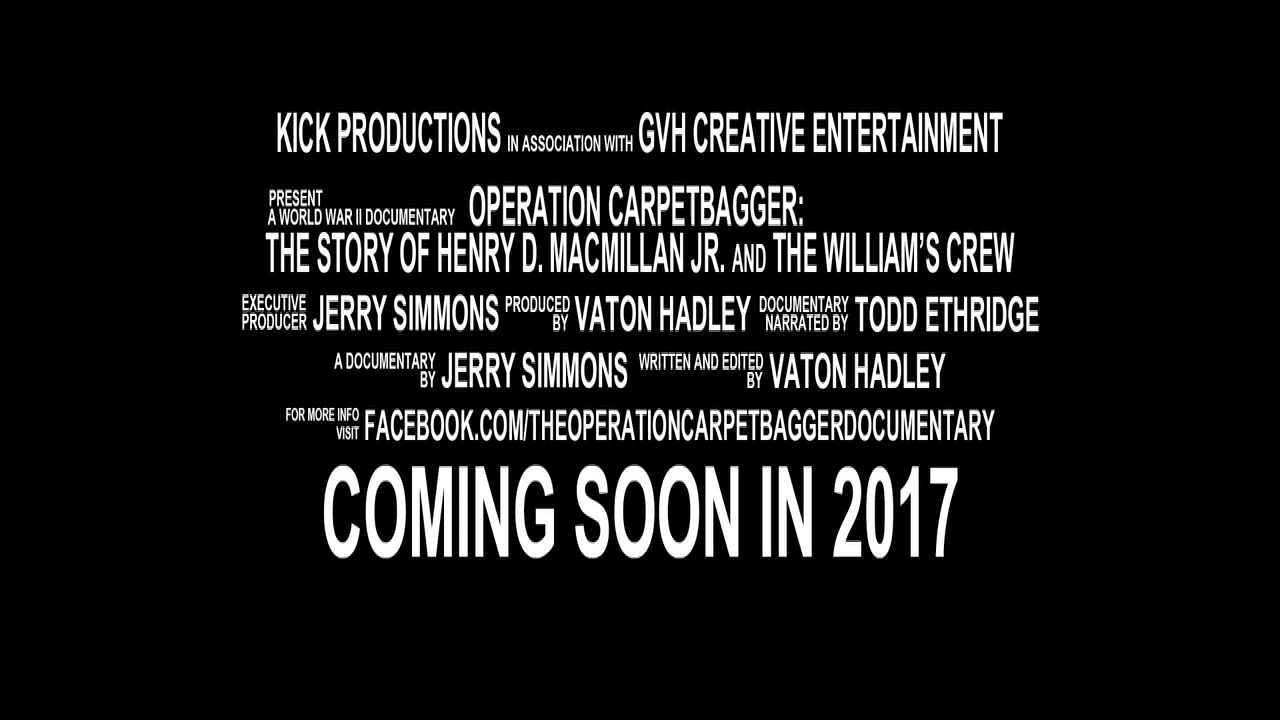 KICK PRODUCTIONS IN ASSOCIATION WITH GVH CREATIVE ENTERTAINMENT
PRESENT A WORLD WAR II DOCUMENTARY OPERATION CARPETBAGGER:
THE STORY OF HENRY D. MACMILLAN JR. AND THE WILLIAM'S CREW
EXECUTIVE PRODUCER JERRY SIMMONS PRODUCED BY VATON HADLEY DOCUMENTARY NARRATED BY TODD ETHRIDGE
A DOCUMENTARY BY JERRY SIMMONS WRITTEN AND EDITED BY VATON HADLEY
FOR MORE INFO VISIT FACEBOOK.COM/THEOPERATIONCARPETBAGGERDOCUMENTARY
COMING SOON IN 2017